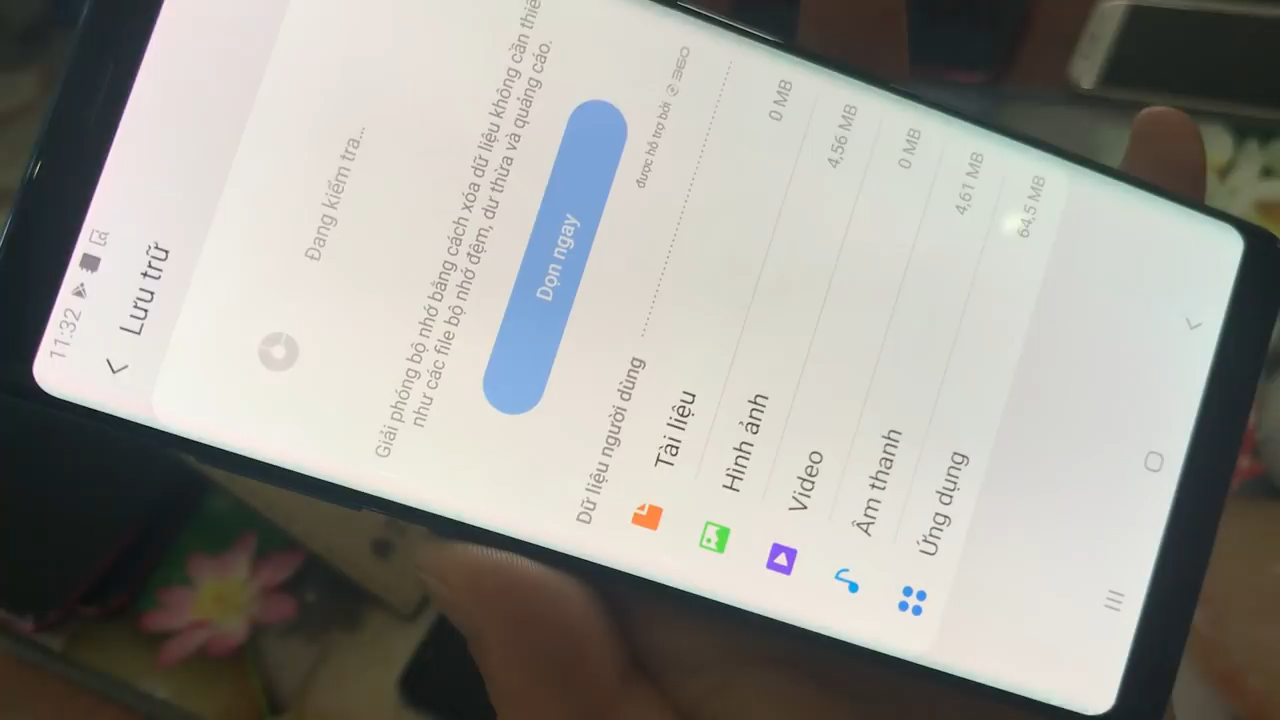 11:32
Lưu trữ
Đang kiểm tra...
Giải phóng bộ nhớ bằng cách xóa dữ liệu không cần thiế
như các file bộ nhớ đệm, dư thừa và quảng cáo.
Dọn ngay
được hỗ trợ bởi 360
Dữ liệu người dùng
Tài liệu 0 MB
Hình ảnh 4,56 MB
Video 0 MB
Âm thanh 4,61 MB
Ứng dụng 64,5 MB